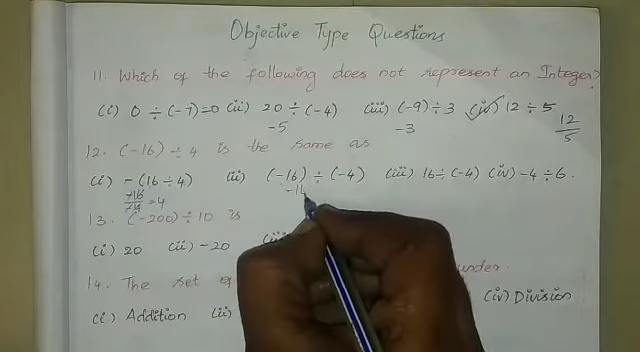 Objective Type Questions
11. Which of the following does not represent an Integer?
(i) 0 ÷ (-7) = 0 (ii) 20 ÷ (-4) (iii) (-9) ÷ 3 (iv) 12 ÷ 5
-5 -3 12/5
12. (-16) ÷ 4 is the same as
(i) -(16 ÷ 4) (ii) (-16) ÷ (-4) (iii) 16 ÷ (-4) (iv) -4 ÷ 6.
= 4 -16
13. (-200) ÷ 10 is
(i) 20 (ii) -20 (iii)
14. The set of under
(i) Addition (ii) (iv) Division